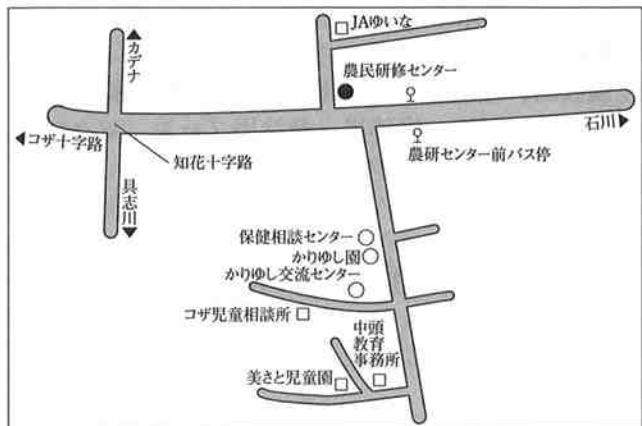 JAゆいな
▲カデナ
農民研修センター
石川▶
◀コザ十字路
農研センター前バス停
知花十字路
具志川▼
保健相談センター
かりゆし園
かりゆし交流センター
コザ児童相談所
中頭
教育
事務所
美さと児童園